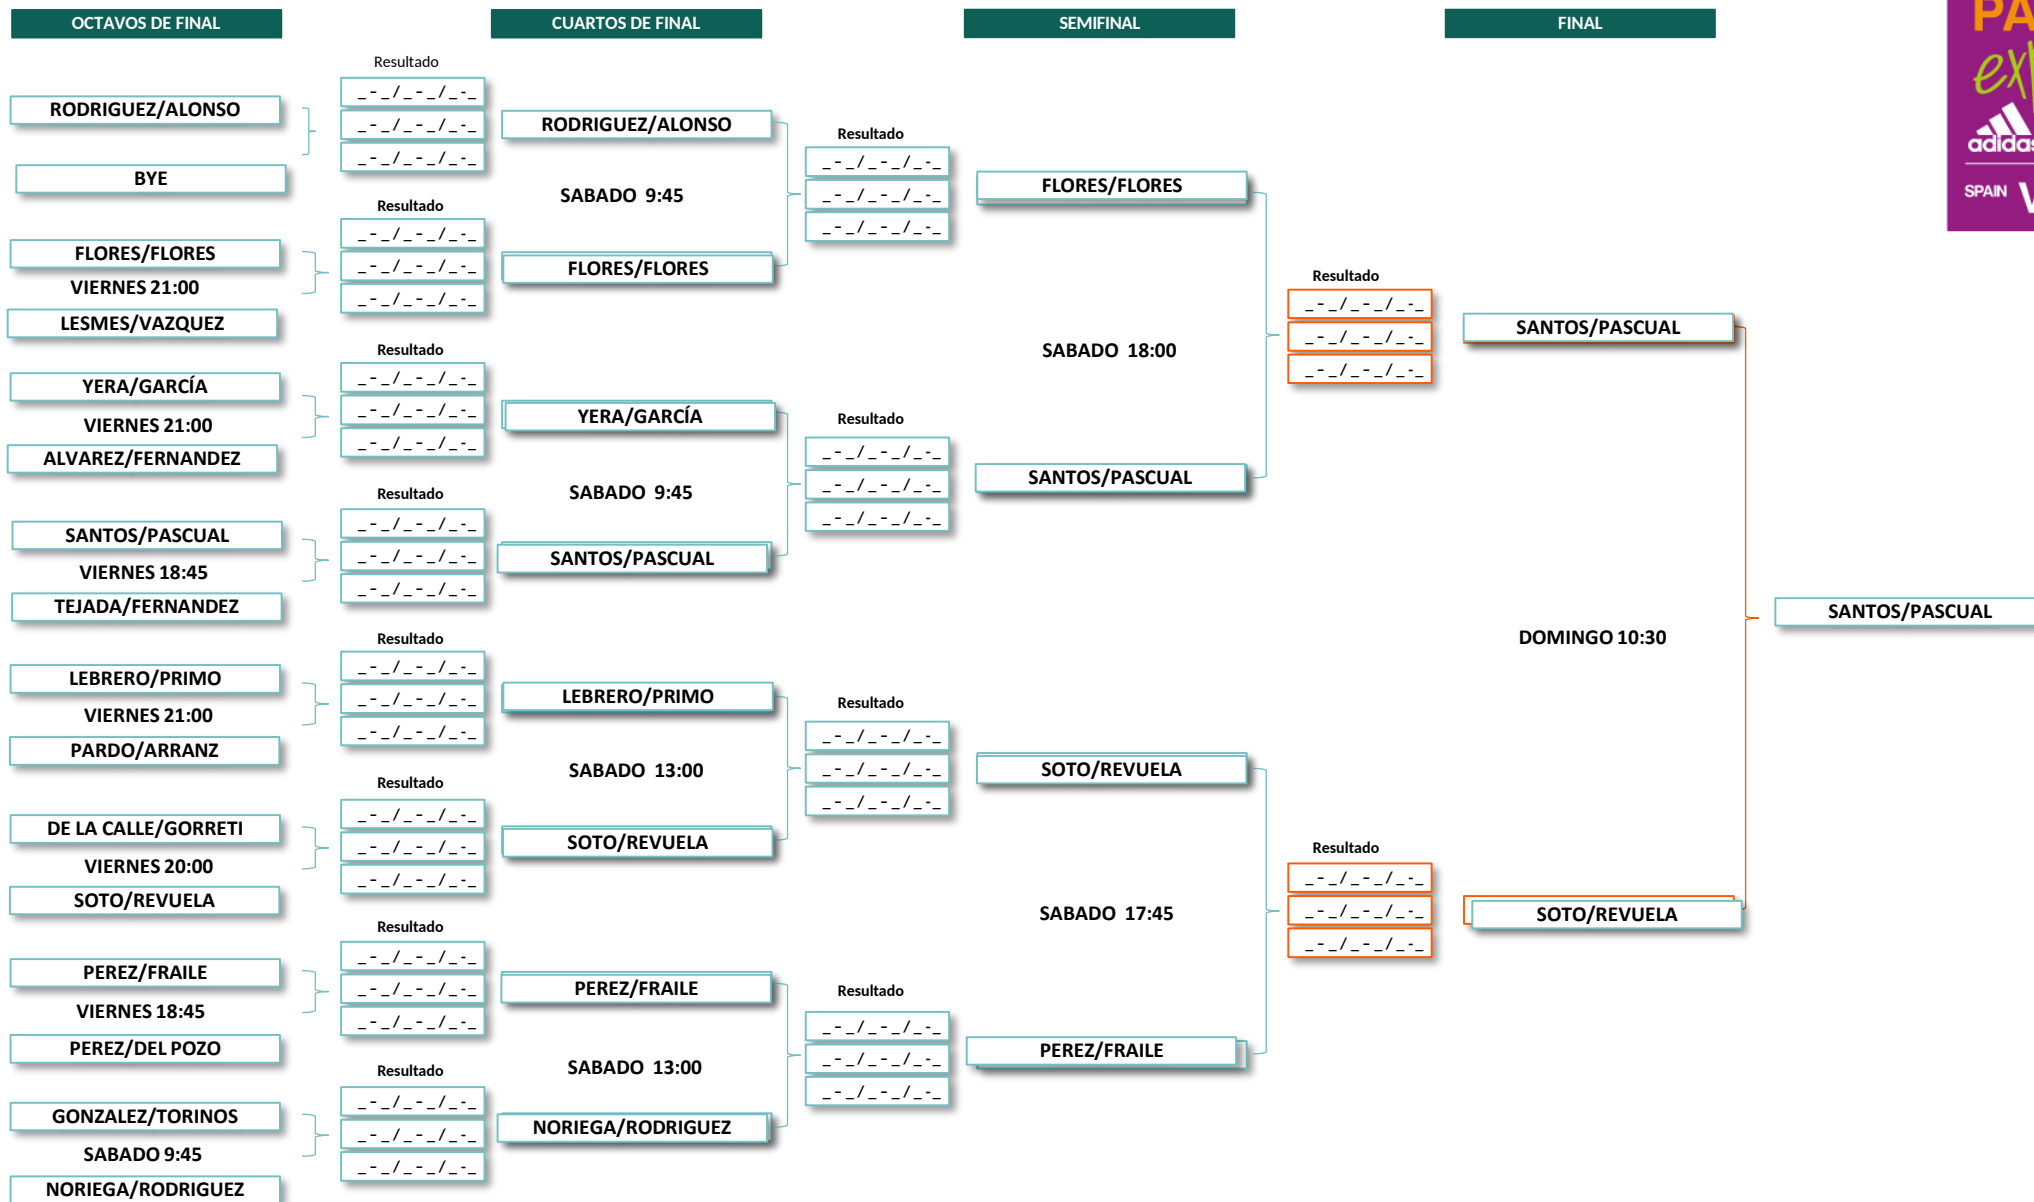 OCTAVOS DE FINAL
CUARTOS DE FINAL
SEMIFINAL
FINAL
Resultado
_-_/_-_/_-_
_-_/_-_/_-_
_-_/_-_/_-_
RODRIGUEZ/ALONSO
BYE
Resultado
_-_/_-_/_-_
_-_/_-_/_-_
_-_/_-_/_-_
FLORES/FLORES
VIERNES 21:00
LESMES/VAZQUEZ
Resultado
_-_/_-_/_-_
_-_/_-_/_-_
_-_/_-_/_-_
YERA/GARCÍA
VIERNES 21:00
ALVAREZ/FERNANDEZ
Resultado
_-_/_-_/_-_
_-_/_-_/_-_
_-_/_-_/_-_
SANTOS/PASCUAL
VIERNES 18:45
TEJADA/FERNANDEZ
Resultado
_-_/_-_/_-_
_-_/_-_/_-_
_-_/_-_/_-_
LEBRERO/PRIMO
VIERNES 21:00
PARDO/ARRANZ
Resultado
_-_/_-_/_-_
_-_/_-_/_-_
_-_/_-_/_-_
DE LA CALLE/GORRETI
VIERNES 20:00
SOTO/REVUELA
Resultado
_-_/_-_/_-_
_-_/_-_/_-_
_-_/_-_/_-_
PEREZ/FRAILE
VIERNES 18:45
PEREZ/DEL POZO
Resultado
_-_/_-_/_-_
_-_/_-_/_-_
_-_/_-_/_-_
GONZALEZ/TORINOS
SABADO 9:45
NORIEGA/RODRIGUEZ
RODRIGUEZ/ALONSO
SABADO 9:45
FLORES/FLORES
Resultado
_-_/_-_/_-_
_-_/_-_/_-_
_-_/_-_/_-_
YERA/GARCÍA
SABADO 9:45
SANTOS/PASCUAL
Resultado
_-_/_-_/_-_
_-_/_-_/_-_
_-_/_-_/_-_
LEBRERO/PRIMO
SABADO 13:00
SOTO/REVUELA
Resultado
_-_/_-_/_-_
_-_/_-_/_-_
_-_/_-_/_-_
PEREZ/FRAILE
SABADO 13:00
NORIEGA/RODRIGUEZ
Resultado
_-_/_-_/_-_
_-_/_-_/_-_
_-_/_-_/_-_
FLORES/FLORES
SABADO 18:00
SANTOS/PASCUAL
Resultado
_-_/_-_/_-_
_-_/_-_/_-_
_-_/_-_/_-_
SOTO/REVUELA
SABADO 17:45
PEREZ/FRAILE
Resultado
_-_/_-_/_-_
_-_/_-_/_-_
_-_/_-_/_-_
SANTOS/PASCUAL
DOMINGO 10:30
SOTO/REVUELA
SANTOS/PASCUAL
adidas
SPAIN